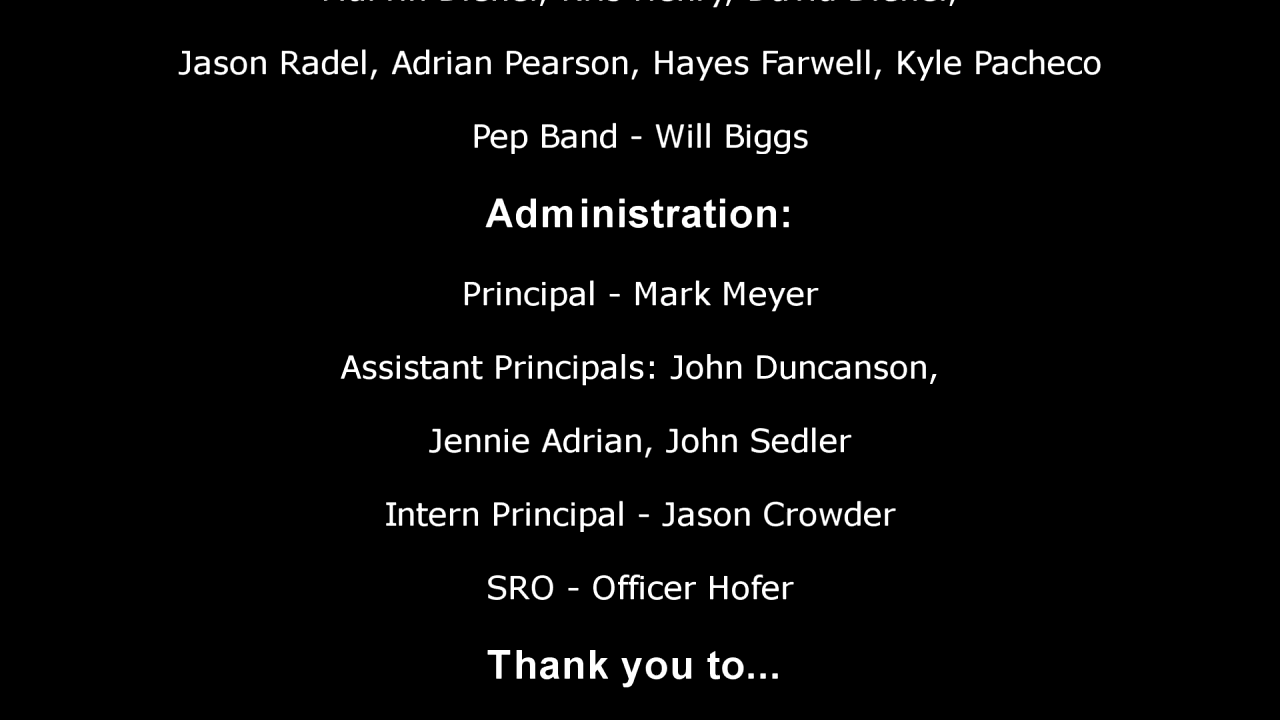 Jason Radel, Adrian Pearson, Hayes Farwell, Kyle Pacheco
Pep Band - Will Biggs
Administration:
Principal - Mark Meyer
Assistant Principals: John Duncanson,
Jennie Adrian, John Sedler
Intern Principal - Jason Crowder
SRO - Officer Hofer
Thank you to...